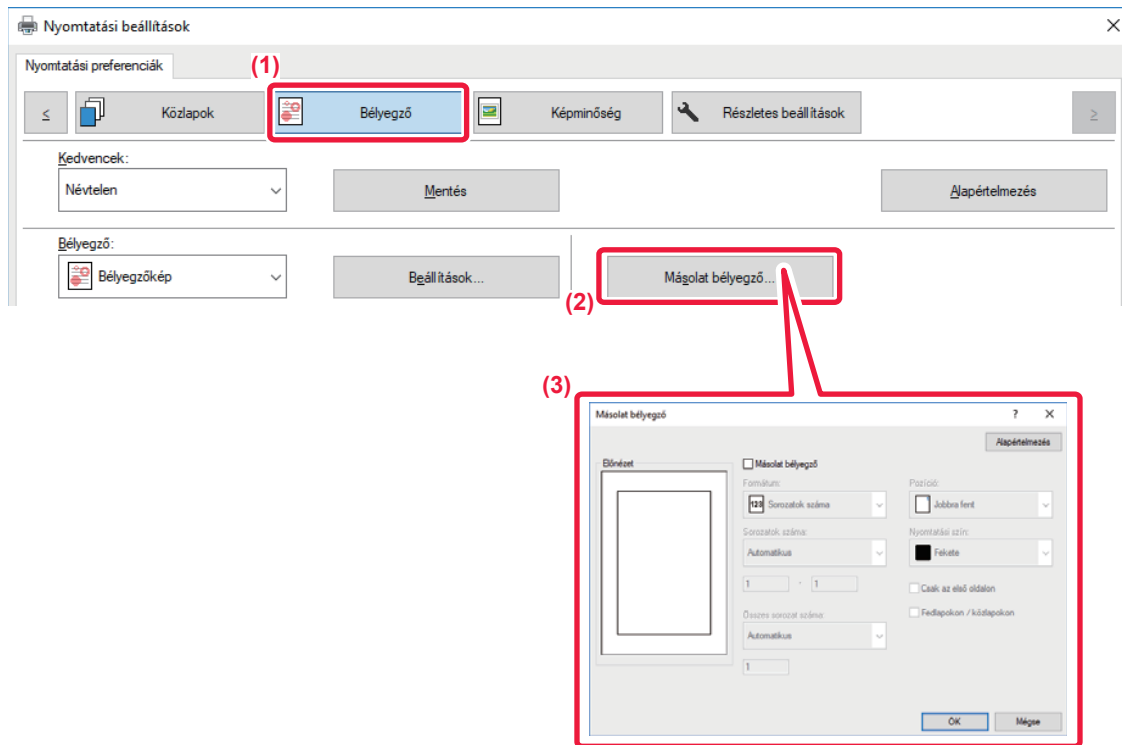 Nyomtatási beállítások
Nyomtatási preferenciák
(1)
< Közlapok Bélyegző Képminőség Részletes beállítások >
Kedvencek:
Névtelen Mentés Alapértelmezés
Bélyegző:
Bélyegzőkép Beállítások... Másolat bélyegző...
(2)
(3)
Másolat bélyegző ?
Alapértelmezés
Előnézet Másolat bélyegző
Formátum: Pozíció:
123 Sorozatok száma Jobbra fent
Sorozatok száma: Nyomtatási szín:
Automatikus Fekete
1 - 1 Csak az első oldalon
Összes sorozat száma: Fedlapokon / közlapokon
Automatikus
1
OK Mégse